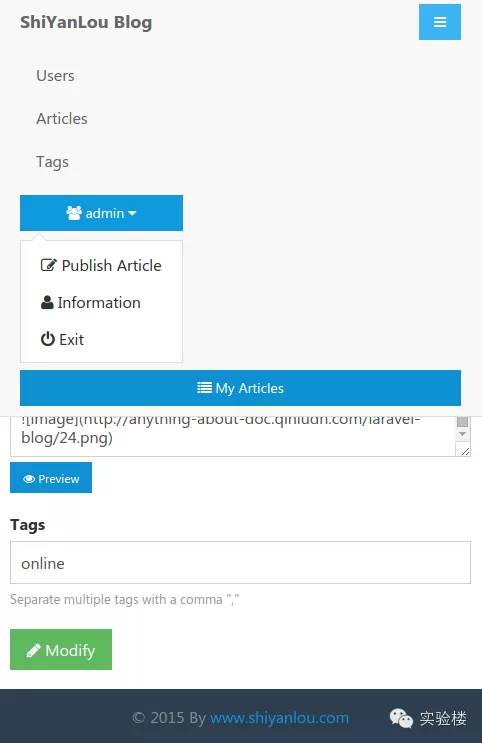 ShiYanLou Blog
Users
Articles
Tags
admin
Publish Article
Information
Exit
My Articles
![image](http://anything-about-doc.qiniudn.com/laravel-
blog/24.png)
Preview
Tags
online
Separate multiple tags with a comma ","
Modify
© 2015 By www.shiyanlou.com
实验楼